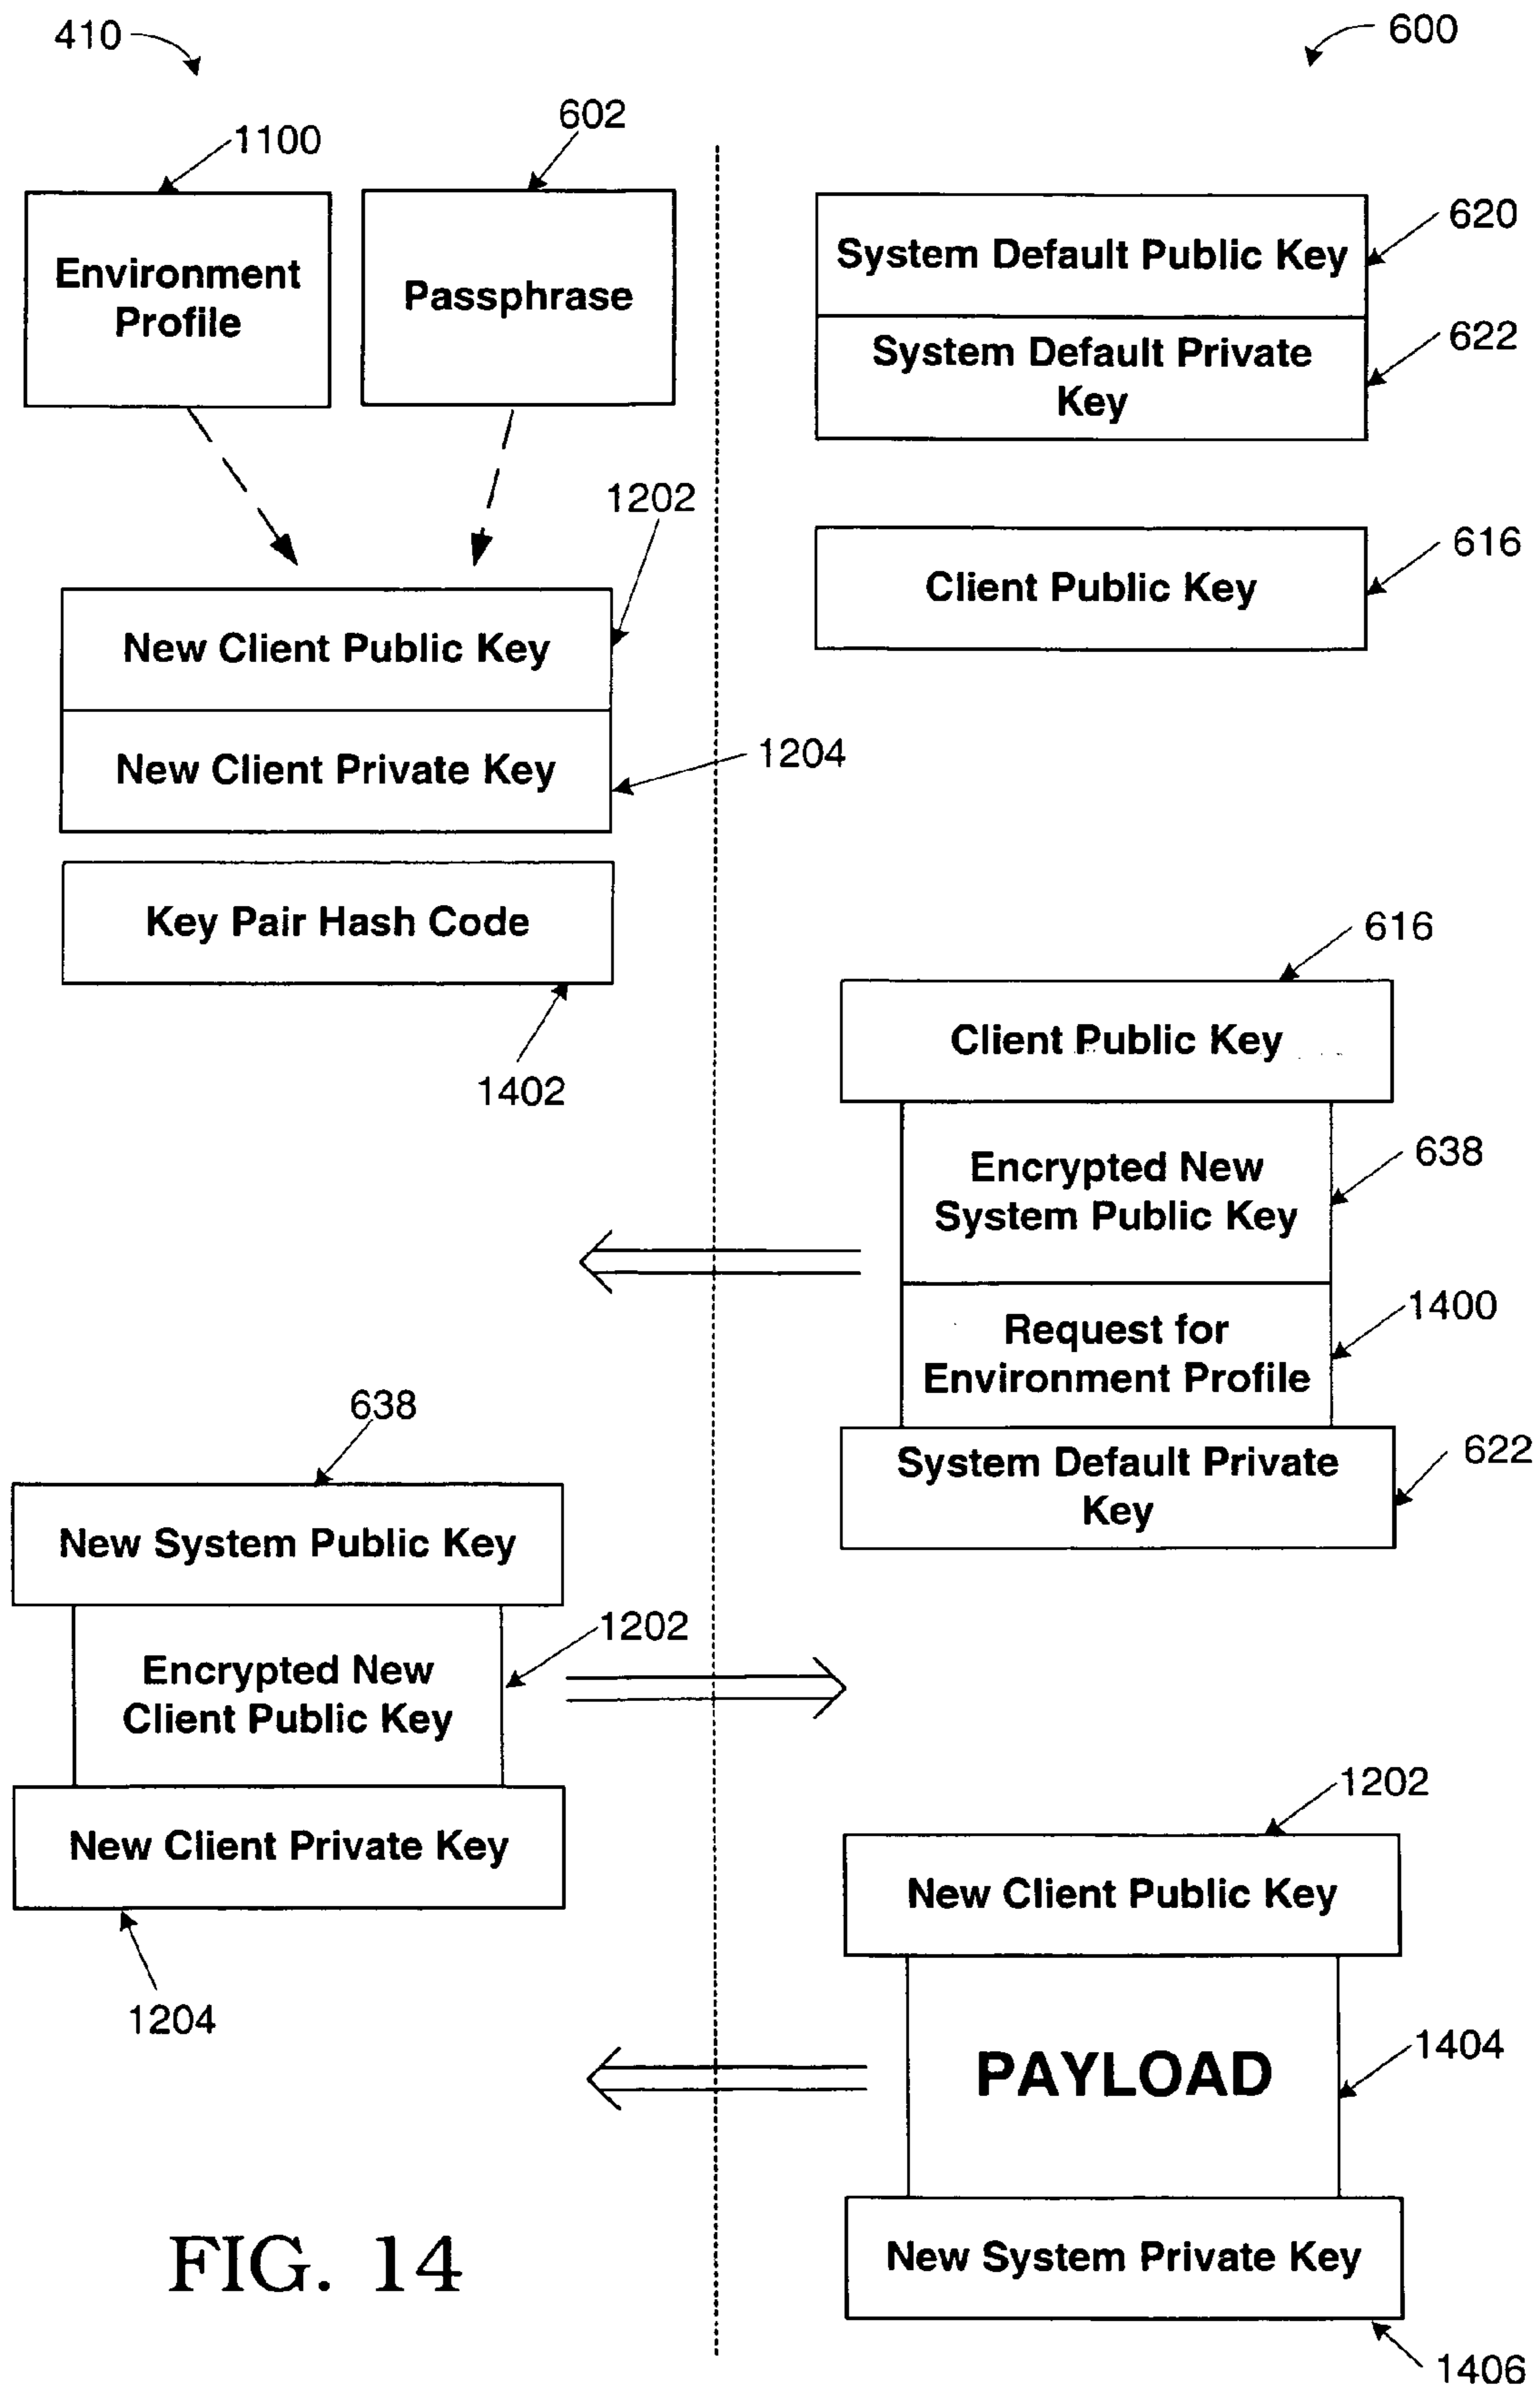 410
600
1100
602
Environment
Profile
Passphrase
System Default Public Key
620
System Default Private
Key
622
1202
Client Public Key
616
New Client Public Key
New Client Private Key
1204
Key Pair Hash Code
1402
616
Client Public Key
Encrypted New
System Public Key
638
Request for
Environment Profile
1400
System Default Private
Key
622
638
New System Public Key
Encrypted New
Client Public Key
1202
New Client Private Key
1204
1202
New Client Public Key
PAYLOAD
1404
New System Private Key
1406
FIG. 14